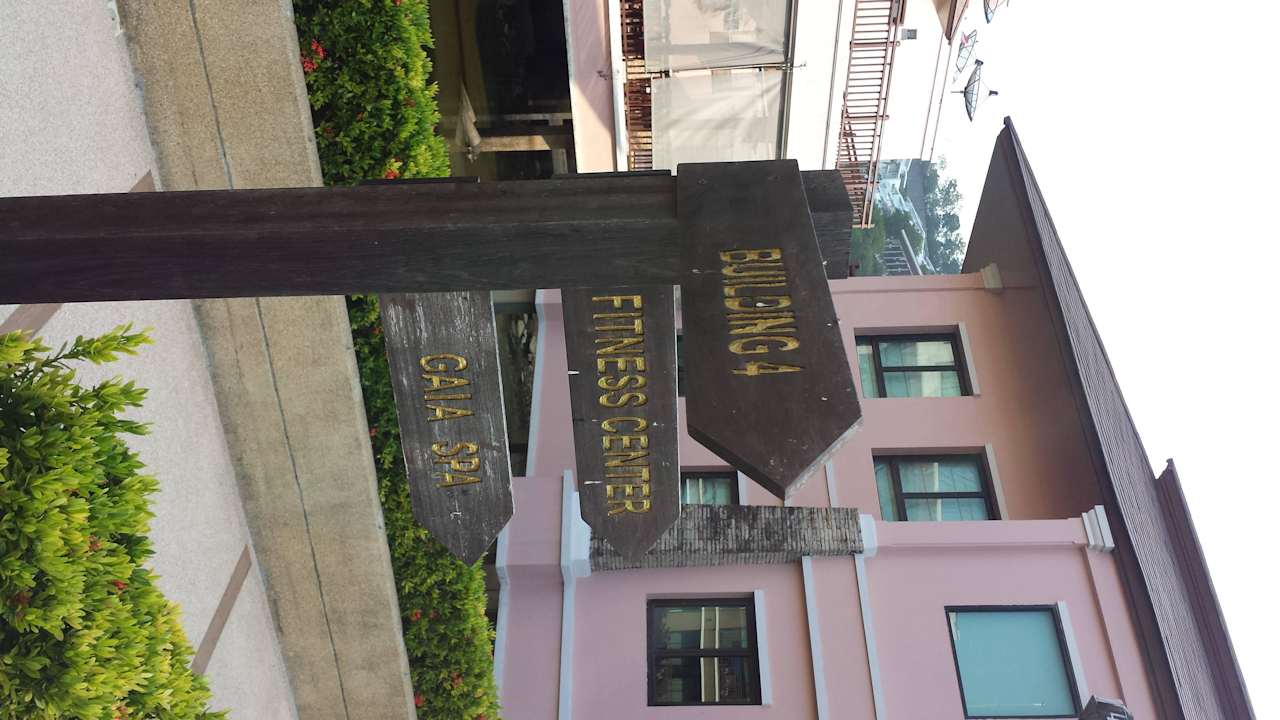 BUILDING 4
FITNESS CENTER
GAIA SPA